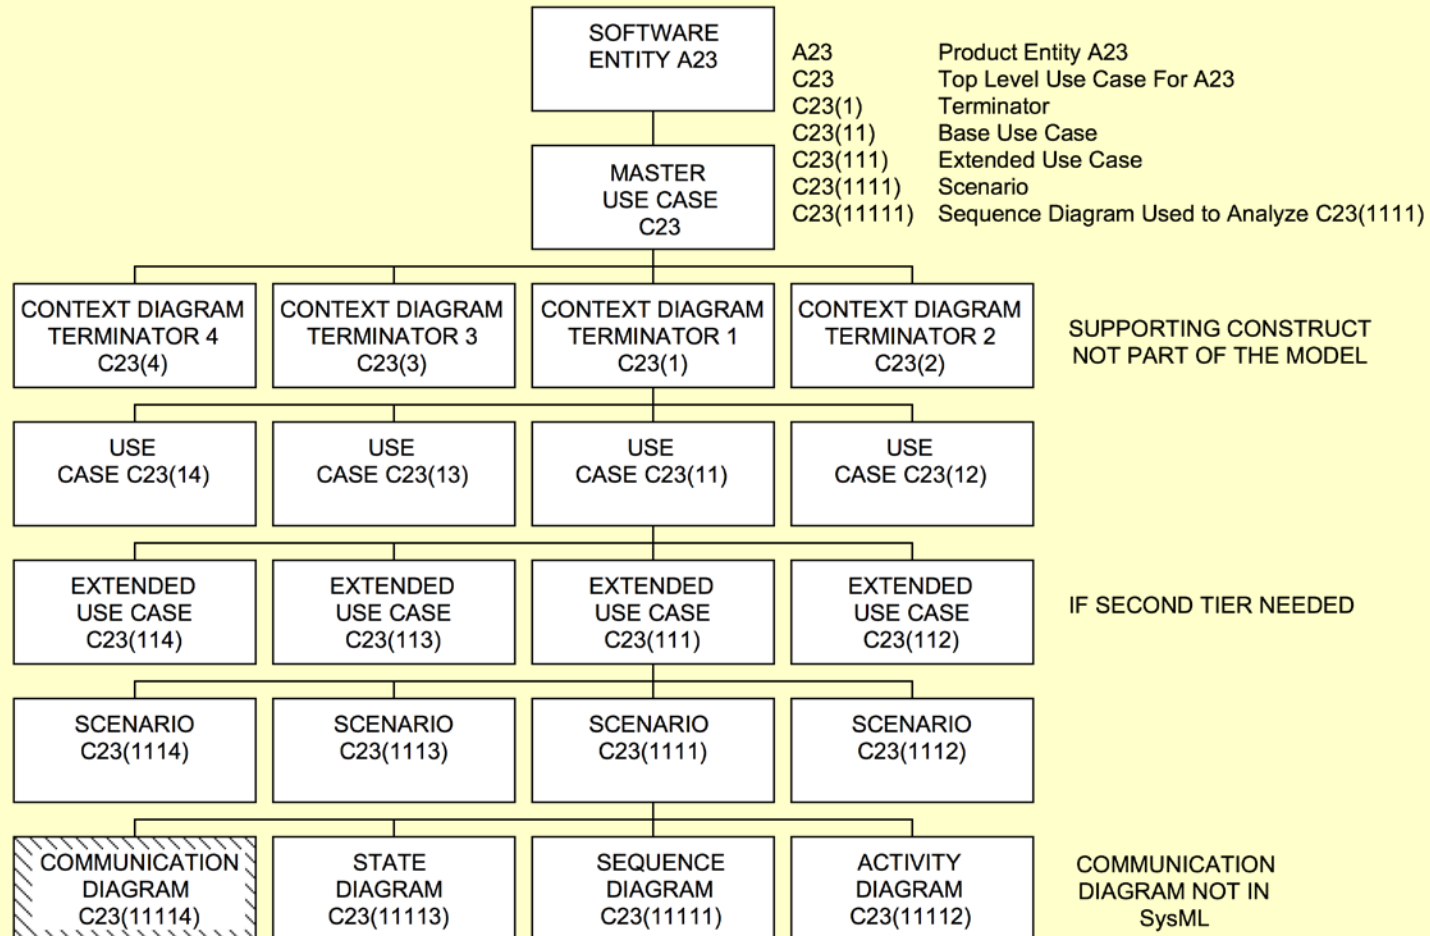 SOFTWARE
ENTITY A23
A23 Product Entity A23
C23 Top Level Use Case For A23
C23(1) Terminator
C23(11) Base Use Case
C23(111) Extended Use Case
C23(1111) Scenario
C23(11111) Sequence Diagram Used to Analyze C23(1111)
MASTER
USE CASE
C23
CONTEXT DIAGRAM
TERMINATOR 4
C23(4)
CONTEXT DIAGRAM
TERMINATOR 3
C23(3)
CONTEXT DIAGRAM
TERMINATOR 1
C23(1)
CONTEXT DIAGRAM
TERMINATOR 2
C23(2)
SUPPORTING CONSTRUCT
NOT PART OF THE MODEL
USE
CASE C23(14)
USE
CASE C23(13)
USE
CASE C23(11)
USE
CASE C23(12)
EXTENDED
USE CASE
C23(114)
EXTENDED
USE CASE
C23(113)
EXTENDED
USE CASE
C23(111)
EXTENDED
USE CASE
C23(112)
IF SECOND TIER NEEDED
SCENARIO
C23(1114)
SCENARIO
C23(1113)
SCENARIO
C23(1111)
SCENARIO
C23(1112)
COMMUNICATION
DIAGRAM
C23(11114)
STATE
DIAGRAM
C23(11113)
SEQUENCE
DIAGRAM
C23(11111)
ACTIVITY
DIAGRAM
C23(11112)
COMMUNICATION
DIAGRAM NOT IN
SysML